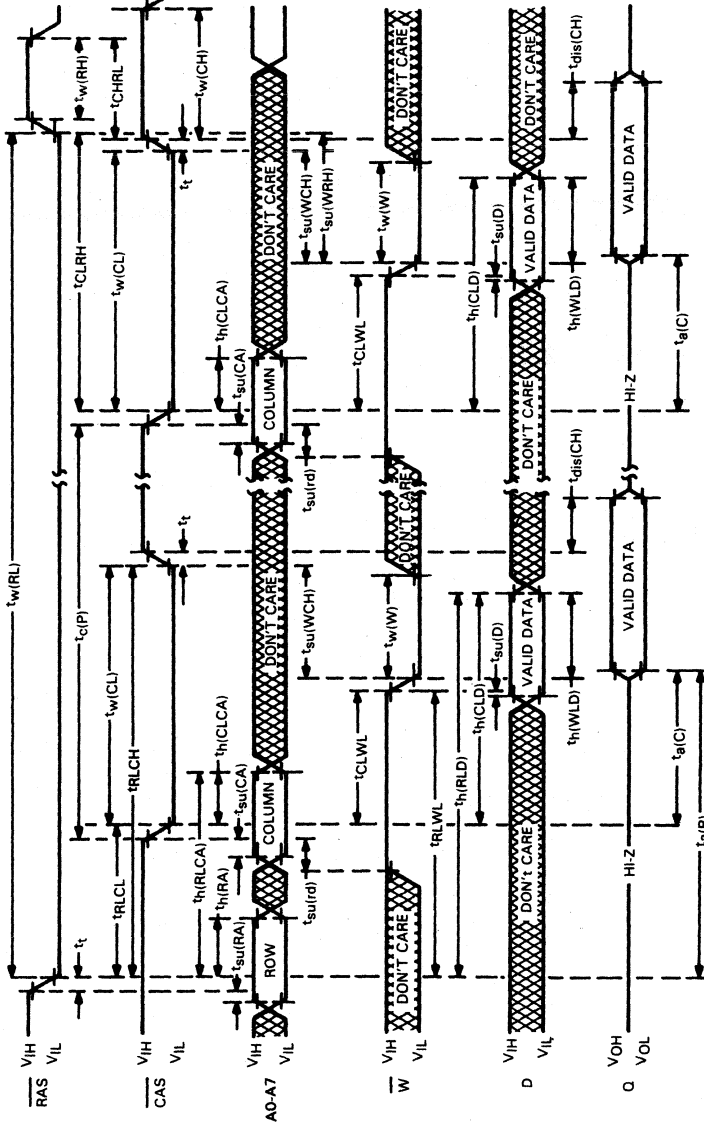 RAS
VIH
VIL
tw(RL)
tt
tw(RH)
CAS
VIH
VIL
tRLCL
tRLCH
tc(P)
tw(CL)
tt
tCLRH
tw(CL)
tt
tCHRL
tw(CH)
A0-A7
VIH
VIL
ROW
COLUMN
DON'T CARE
COLUMN
DON'T CARE
tsu(RA)
th(RA)
th(RLCA)
tsu(CA)
th(CLCA)
tsu(rd)
tsu(WCH)
tsu(CA)
th(CLCA)
tsu(rd)
tsu(WCH)
tsu(WRH)
W
VIH
VIL
DON'T CARE
DON'T CARE
DON'T CARE
tRLWL
tCLWL
tw(W)
tCLWL
tw(W)
D
VIH
VIL
DON't CARE
VALID DATA
DON'T CARE
VALID DATA
DON'T CARE
th(RLD)
th(CLD)
tsu(D)
th(WLD)
th(CLD)
tsu(D)
th(WLD)
Q
VOH
VOL
HI-Z
VALID DATA
HI-Z
VALID DATA
ta(C)
tdis(CH)
ta(C)
tdis(CH)